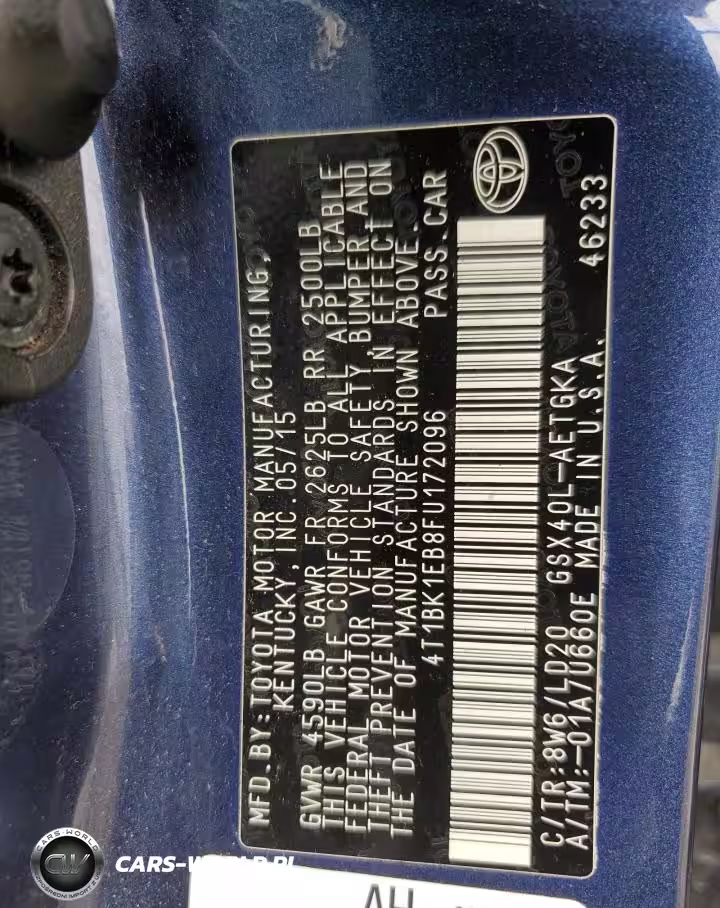 MFD.BY:TOYOTA MOTOR MANUFACTURING,
KENTUCKY, INC.05/15
GVWR 4590LB GAWR FR 2625LB RR 2500LB
THIS VEHICLE CONFORMS TO ALL APPLICABLE
FEDERAL MOTOR VEHICLE SAFETY, BUMPER,AND
THEFT PREVENTION STANDARDS IN EFFECT ON
THE DATE OF MANUFACTURE SHOWN ABOVE.
4T1BK1EB8FU172096 PASS.CAR
C/TR:8W6/LD20 GSX40L-AETGKA 46233
A/TM:-01A/U660E MADE IN U.S.A.
TOYOTA
CARS-WORLD
CW
CARS-WORLD.PL
AH